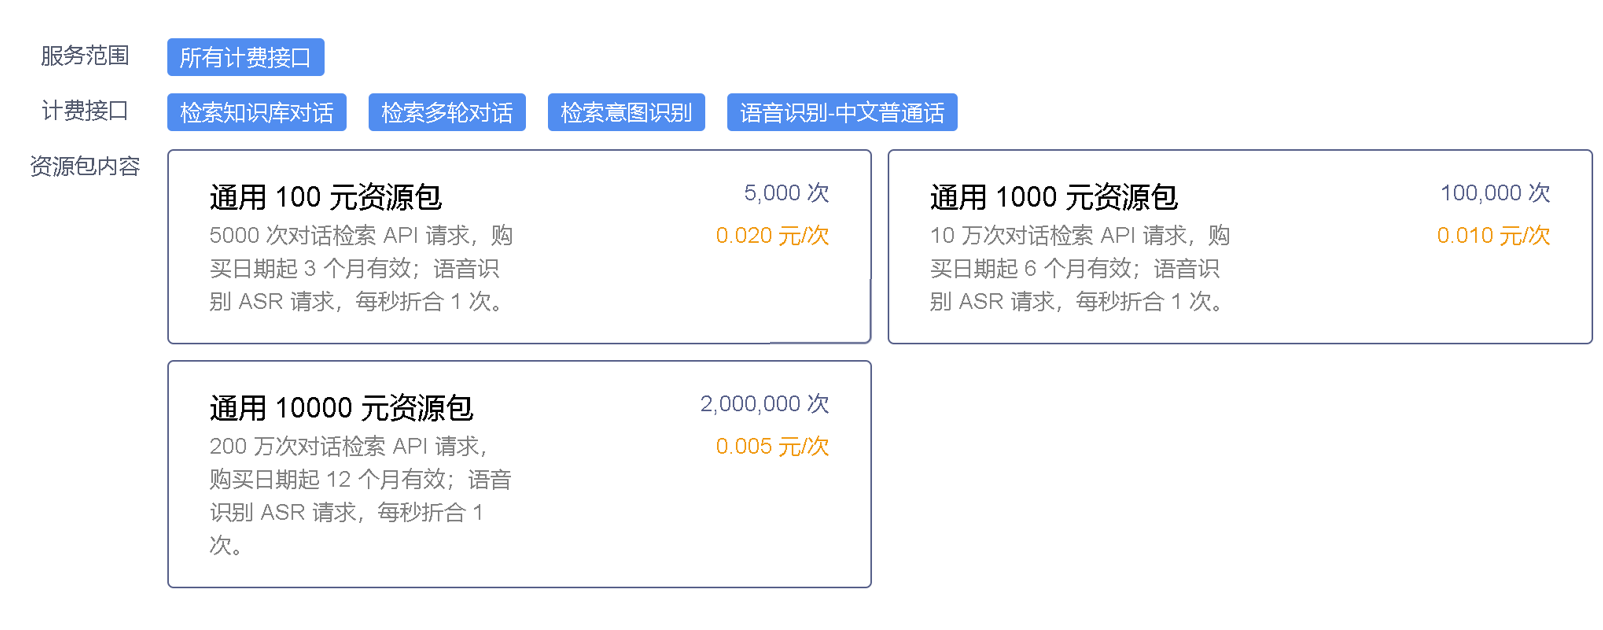 服务范围 所有计费接口
计费接口 检索知识库对话 检索多轮对话 检索意图识别 语音识别-中文普通话
资源包内容
通用 100 元资源包 5,000 次
5000 次对话检索 API 请求，购 0.020 元/次
买日期起 3 个月有效；语音识
别 ASR 请求，每秒折合 1 次。
通用 1000 元资源包 100,000 次
10 万次对话检索 API 请求，购 0.010 元/次
买日期起 6 个月有效；语音识
别 ASR 请求，每秒折合 1 次。
通用 10000 元资源包 2,000,000 次
200 万次对话检索 API 请求， 0.005 元/次
购买日期起 12 个月有效；语音
识别 ASR 请求，每秒折合 1
次。